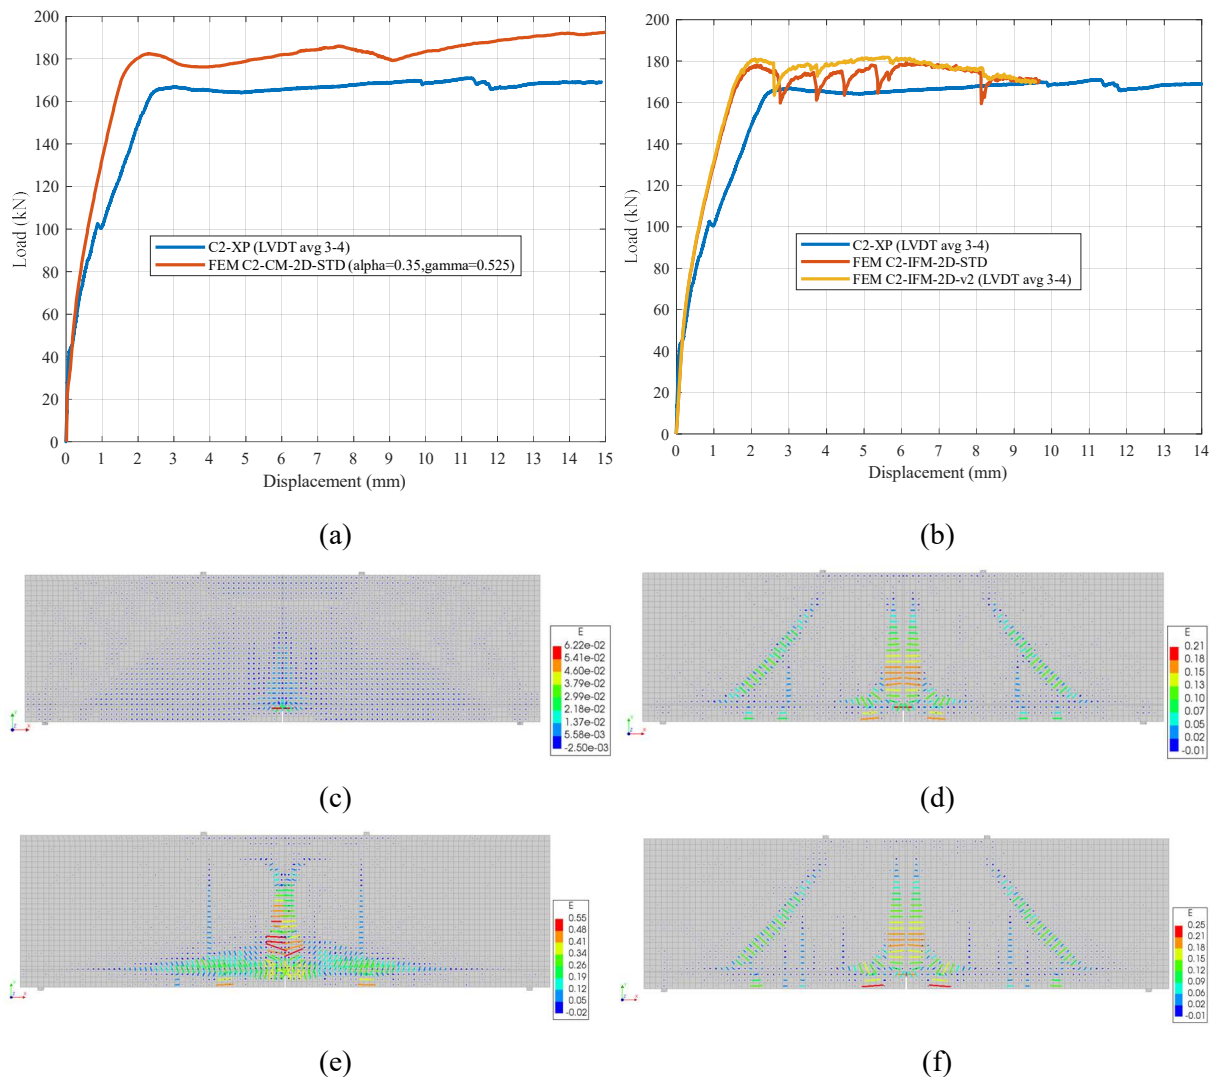 200
180
160
140
120
100
80
60
40
20
0
Load (kN)
C2-XP (LVDT avg 3-4)
FEM C2-CM-2D-STD (alpha=0.35,gamma=0.525)
0 1 2 3 4 5 6 7 8 9 10 11 12 13 14 15
Displacement (mm)
(a)
200
180
160
140
120
100
80
60
40
20
0
Load (kN)
C2-XP (LVDT avg 3-4)
FEM C2-IFM-2D-STD
FEM C2-IFM-2D-v2 (LVDT avg 3-4)
0 1 2 3 4 5 6 7 8 9 10 11 12 13 14
Displacement (mm)
(b)
E
6.22e-02
5.41e-02
4.60e-02
3.79e-02
2.99e-02
2.18e-02
1.37e-02
5.58e-03
-2.50e-03
(c)
E
0.21
0.18
0.15
0.13
0.10
0.07
0.05
0.02
-0.01
(d)
E
0.55
0.48
0.41
0.33
0.26
0.19
0.12
0.05
-0.02
(e)
E
0.25
0.21
0.18
0.15
0.12
0.09
0.06
0.02
-0.01
(f)